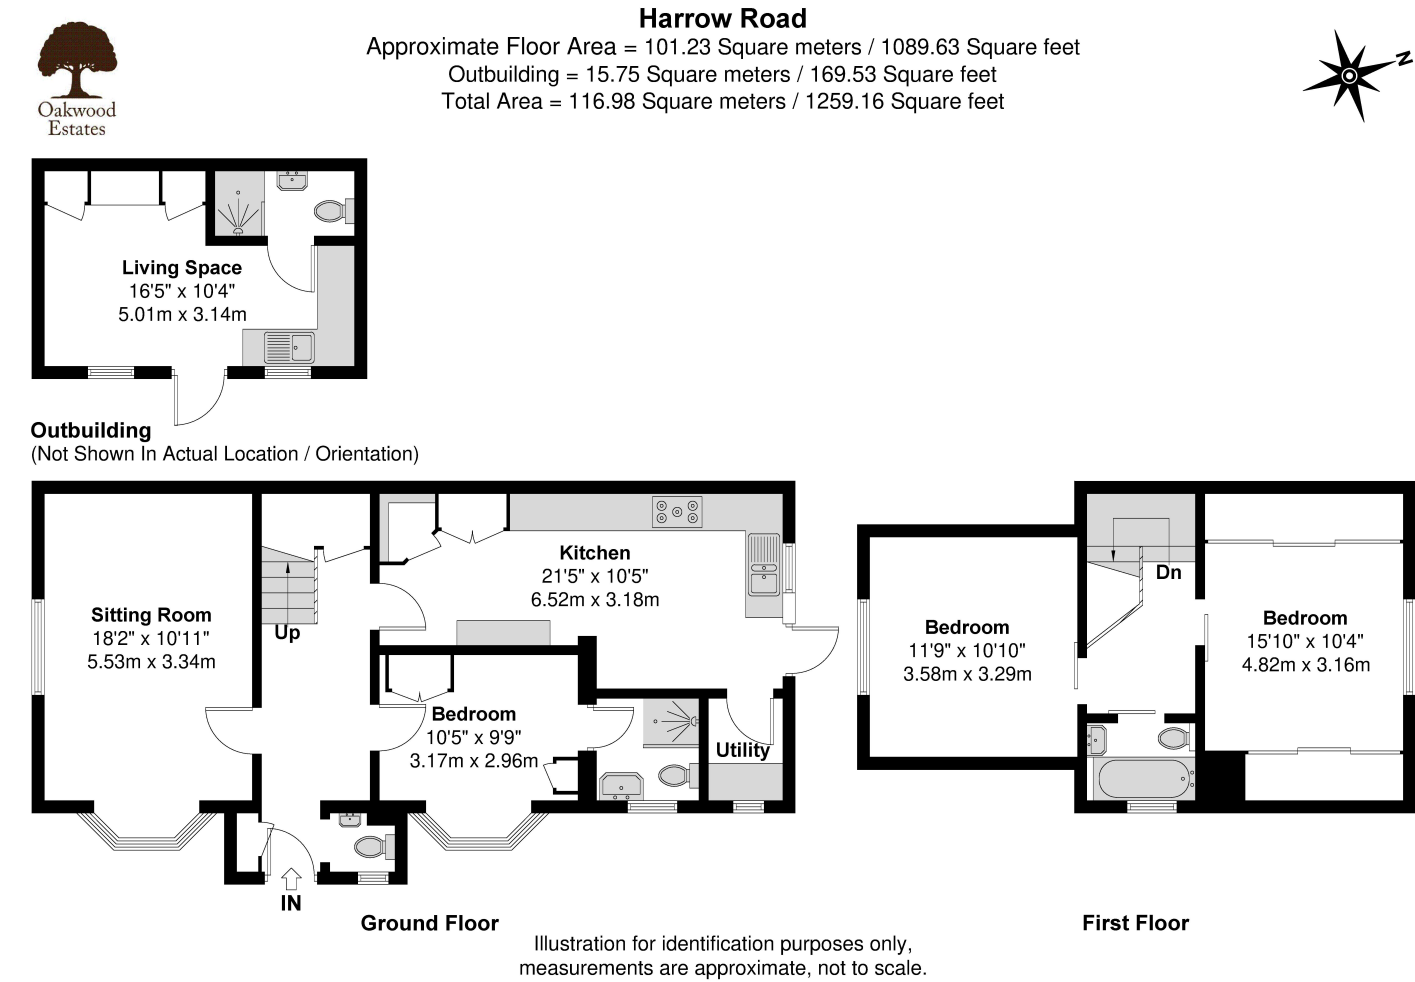 Harrow Road
Approximate Floor Area = 101.23 Square meters / 1089.63 Square feet
Outbuilding = 15.75 Square meters / 169.53 Square feet
Total Area = 116.98 Square meters / 1259.16 Square feet
N
Oakwood
Estates
Living Space
16'5" x 10'4"
5.01m x 3.14m
Outbuilding
(Not Shown In Actual Location / Orientation)
Sitting Room
18'2" x 10'11"
5.53m x 3.34m
Up
Kitchen
21'5" x 10'5"
6.52m x 3.18m
Bedroom
10'5" x 9'9"
3.17m x 2.96m
Utility
IN
Ground Floor
Bedroom
11'9" x 10'10"
3.58m x 3.29m
Dn
Bedroom
15'10" x 10'4"
4.82m x 3.16m
First Floor
Illustration for identification purposes only,
measurements are approximate, not to scale.